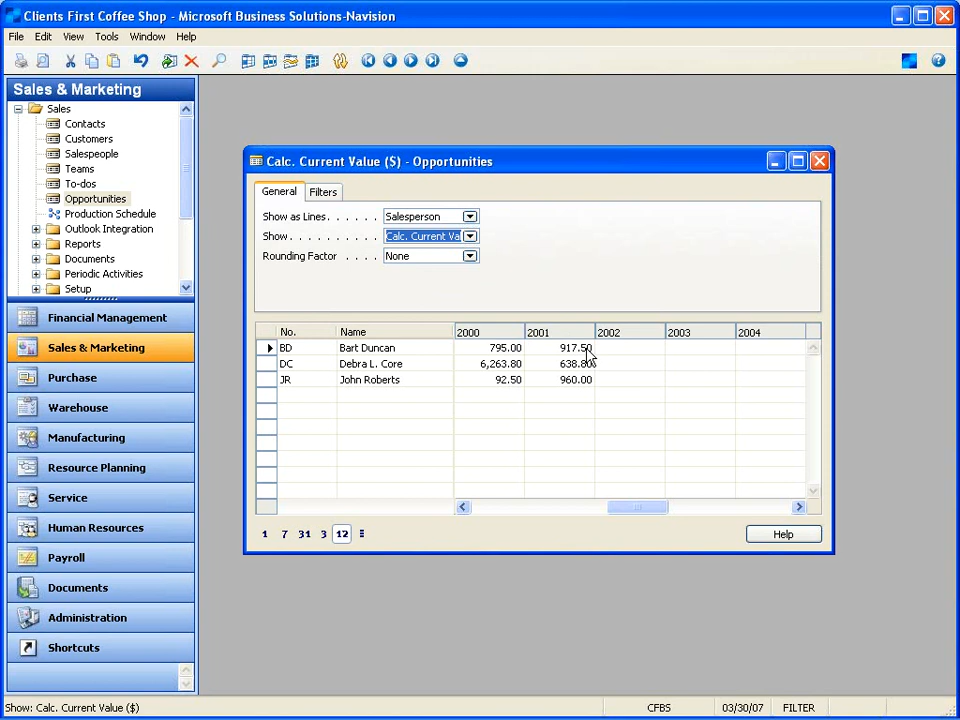 Clients First Coffee Shop - Microsoft Business Solutions-Navision
File Edit View Tools Window Help
Sales & Marketing
Sales
Contacts
Customers
Salespeople
Teams
To-dos
Opportunities
Production Schedule
Outlook Integration
Reports
Documents
Periodic Activities
Setup
Financial Management
Sales & Marketing
Purchase
Warehouse
Manufacturing
Resource Planning
Service
Human Resources
Payroll
Documents
Administration
Shortcuts
Calc. Current Value ($) - Opportunities
General Filters
Show as Lines. . . . . . Salesperson
Show. . . . . . . . . . Calc. Current Va
Rounding Factor . . . . None
No. Name 2000 2001 2002 2003 2004
BD Bart Duncan 795.00 917.50
DC Debra L. Core 6,263.80 638.80
JR John Roberts 92.50 960.00
1 7 31 3 12
Help
Show: Calc. Current Value ($) CFBS 03/30/07 FILTER